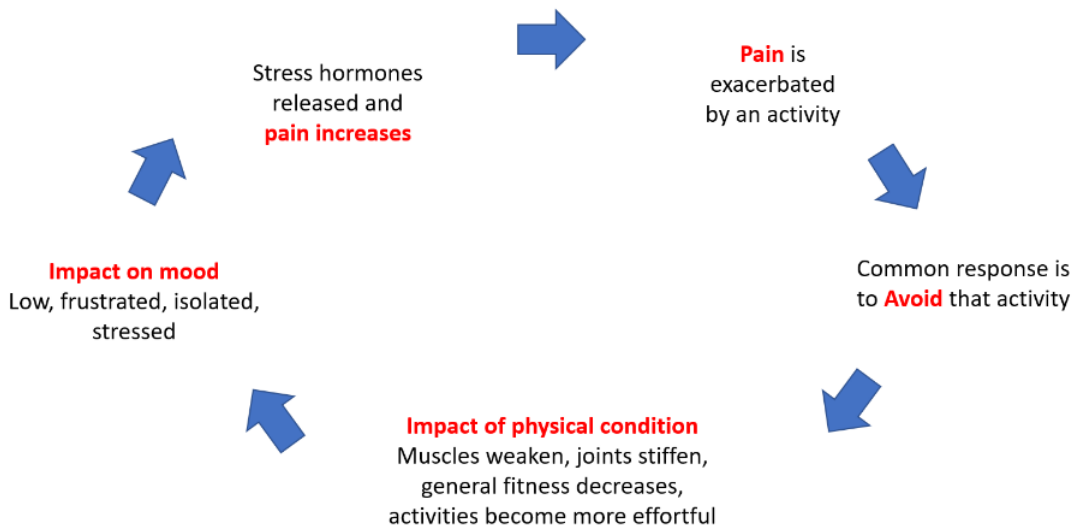 Stress hormones
released and
pain increases
Pain is
exacerbated
by an activity
Common response is
to Avoid that activity
Impact of physical condition
Muscles weaken, joints stiffen,
general fitness decreases,
activities become more effortful
Impact on mood
Low, frustrated, isolated,
stressed